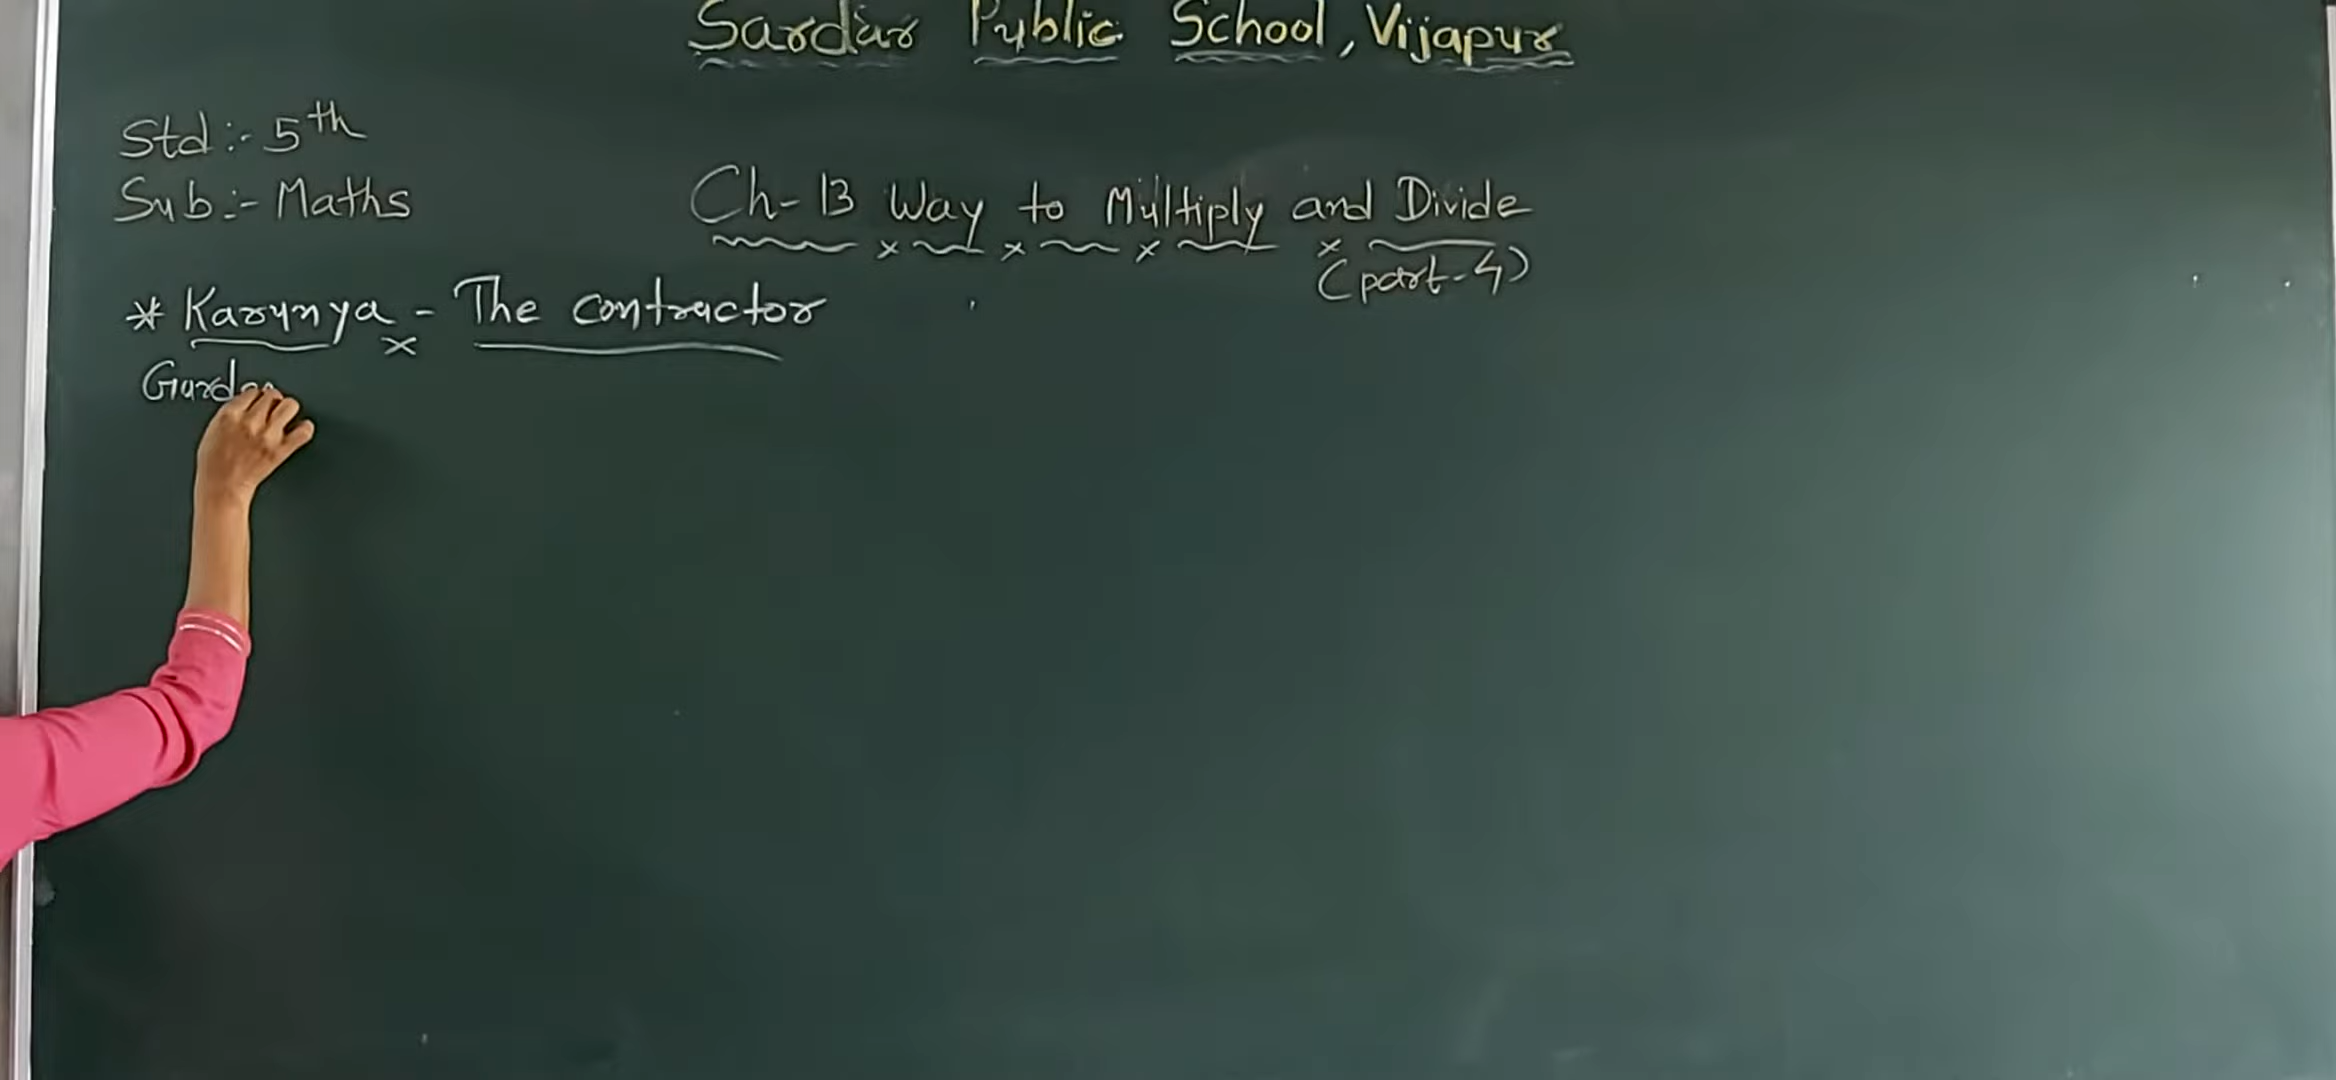 Sardar Public School, Vijapur
Std:- 5th
Sub:- Maths
Ch-13 Way to Multiply and Divide
(part-4)
* Karunya - The contractor